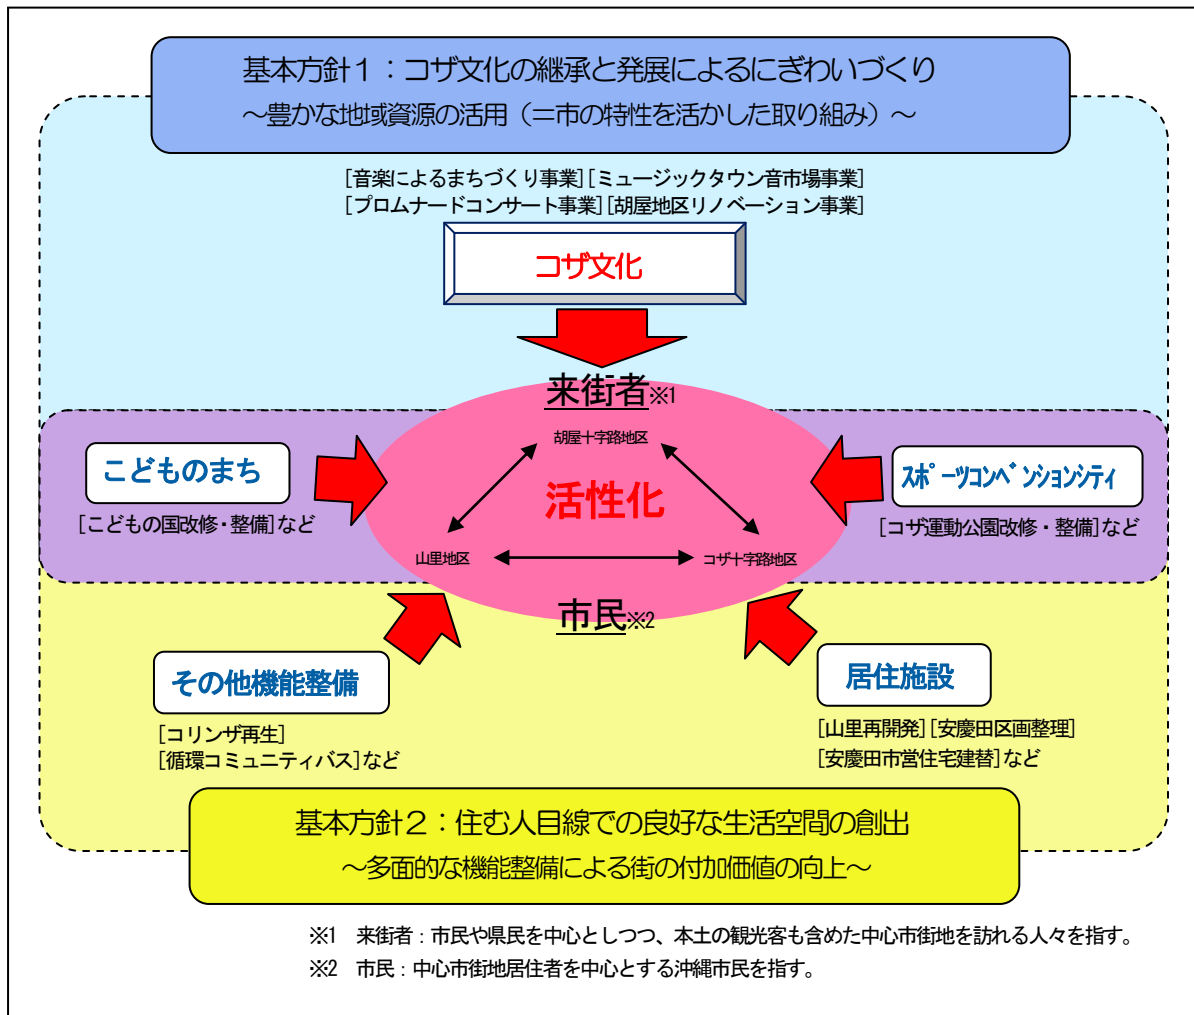 基本方針1：コザ文化の継承と発展によるにぎわいづくり
～豊かな地域資源の活用（＝市の特性を活かした取り組み）～
[音楽によるまちづくり事業][ミュージックタウン音市場事業]
[プロムナードコンサート事業][胡屋地区リノベーション事業]
コザ文化
来街者※1
胡屋十字路地区
こどものまち
[こどもの国改修・整備]など
活性化
スポーツコンベンションシティ
[コザ運動公園改修・整備]など
山里地区
コザ十字路地区
市民※2
その他機能整備
[コリンザ再生]
[循環コミュニティバス]など
居住施設
[山里再開発][安慶田区画整理]
[安慶田市営住宅建替]など
基本方針２：住む人目線での良好な生活空間の創出
～多面的な機能整備による街の付加価値の向上～
※1　来街者：市民や県民を中心としつつ、本土の観光客も含めた中心市街地を訪れる人々を指す。
※2　市民：中心市街地居住者を中心とする沖縄市民を指す。